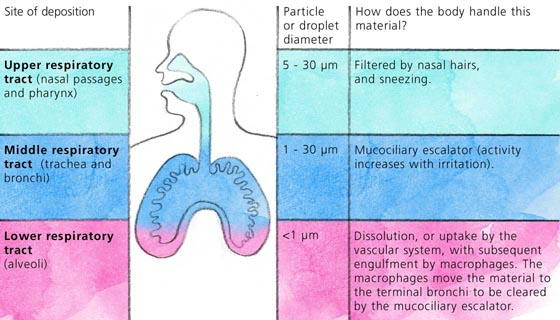 Site of deposition
Particle
or droplet
diameter
How does the body handle this
material?
Upper respiratory
tract (nasal passages
and pharynx)
5 - 30 µm
Filtered by nasal hairs,
and sneezing.
Middle respiratory
tract (trachea and
bronchi)
1 - 30 µm
Mucociliary escalator (activity
increases with irritation).
Lower respiratory
tract
(alveoli)
<1 µm
Dissolution, or uptake by the
vascular system, with subsequent
engulfment by macrophages. The
macrophages move the material to
the terminal bronchi to be cleared
by the mucociliary escalator.